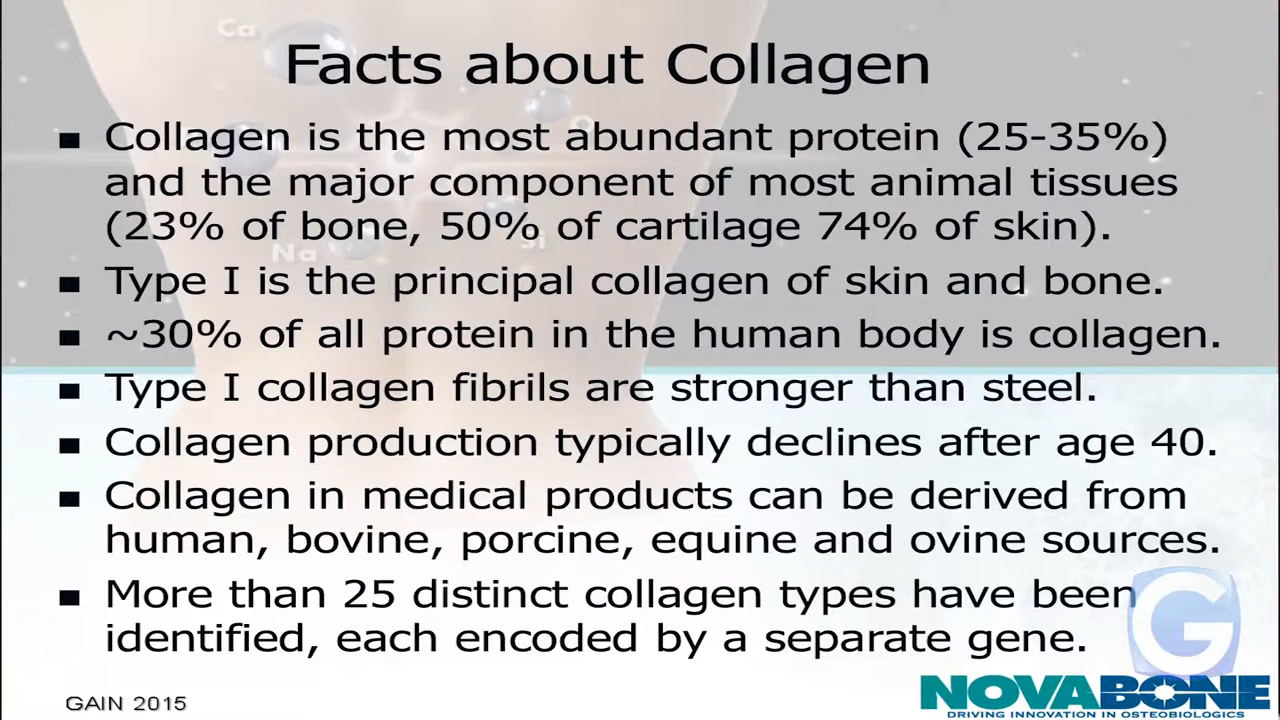 Facts about Collagen
Collagen is the most abundant protein (25-35%)
and the major component of most animal tissues
(23% of bone, 50% of cartilage 74% of skin).
Type I is the principal collagen of skin and bone.
~30% of all protein in the human body is collagen.
Type I collagen fibrils are stronger than steel.
Collagen production typically declines after age 40.
Collagen in medical products can be derived from
human, bovine, porcine, equine and ovine sources.
More than 25 distinct collagen types have been
identified, each encoded by a separate gene.
GAIN 2015
NOVABONE
DRIVING INNOVATION IN OSTEOBIOLOGICS
G
Ca
Na
Si